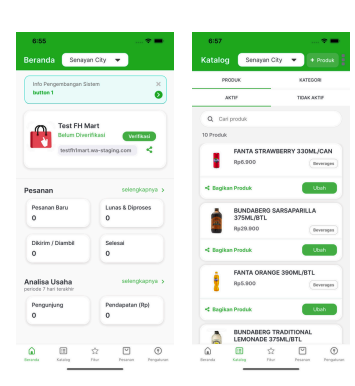 6:55
Beranda
Senayan City
Info Pengembangan Sistem
button 1
Test FH Mart
Belum Diverifikasi
Verifikasi
testfh1mart.wa-staging.com
Pesanan
selengkapnya >
Pesanan Baru
0
Lunas & Diproses
0
Dikirim / Diambil
0
Selesai
0
Analisa Usaha
selengkapnya >
periode 7 hari terakhir
Pengunjung
0
Pendapatan (Rp)
0
Beranda
Katalog
Fitur
Pesanan
Pengaturan
6:57
Katalog
Senayan City
+ Produk
PRODUK
KATEGORI
AKTIF
TIDAK AKTIF
Cari produk
10 Produk
FANTA STRAWBERRY 330ML/CAN
Rp6.900
Beverages
Bagikan Produk
Ubah
BUNDABERG SARSAPARILLA
375ML/BTL
Rp29.900
Beverages
Bagikan Produk
Ubah
FANTA ORANGE 390ML/BTL
Rp5.900
Beverages
Bagikan Produk
Ubah
BUNDABERG TRADITIONAL
LEMONADE 375ML/BTL
Beranda
Katalog
Fitur
Pesanan
Pengaturan